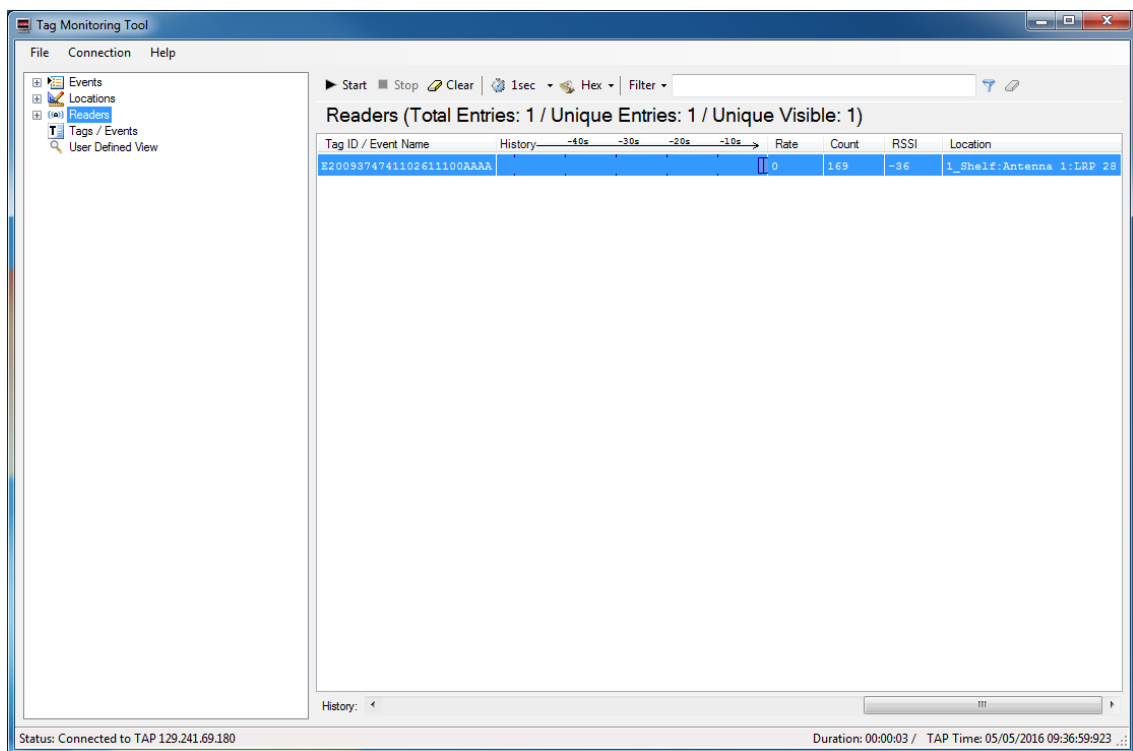 Tag Monitoring Tool
File Connection Help
Events
Locations
Readers
Tags / Events
User Defined View
Start Stop Clear 1sec Hex Filter
Readers (Total Entries: 1 / Unique Entries: 1 / Unique Visible: 1)
Tag ID / Event Name History -40s -30s -20s -10s Rate Count RSSI Location
E2009374741102611100AAAA 0 169 -36 1_Shelf:Antenna 1:LRP 28
History:
Status: Connected to TAP 129.241.69.180 Duration: 00:00:03 / TAP Time: 05/05/2016 09:36:59:923